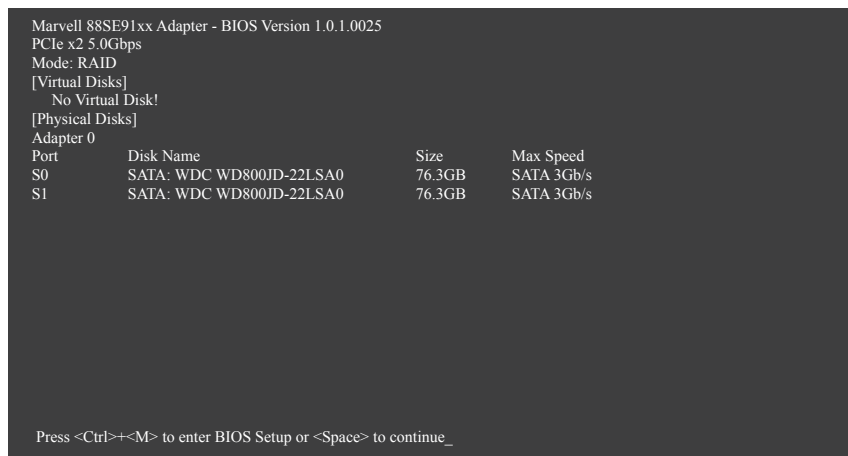 Marvell 88SE91xx Adapter - BIOS Version 1.0.1.0025
PCIe x2 5.0Gbps
Mode: RAID
[Virtual Disks]
No Virtual Disk!
[Physical Disks]
Adapter 0
Port Disk Name Size Max Speed
S0 SATA: WDC WD800JD-22LSA0 76.3GB SATA 3Gb/s
S1 SATA: WDC WD800JD-22LSA0 76.3GB SATA 3Gb/s
Press <Ctrl>+<M> to enter BIOS Setup or <Space> to continue_